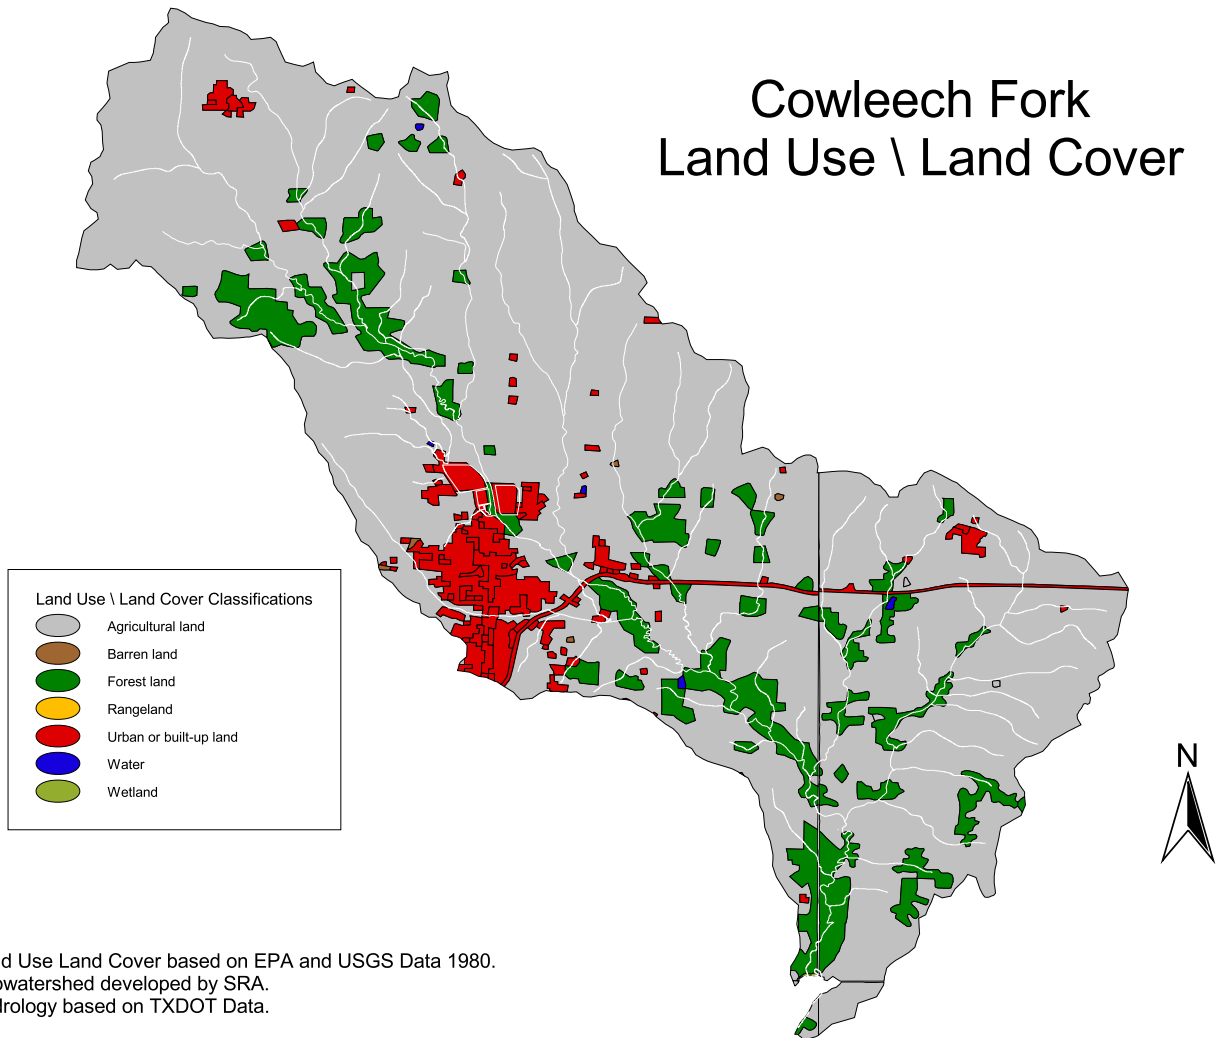 Cowleech Fork
Land Use \ Land Cover
Land Use \ Land Cover Classifications
Agricultural land
Barren land
Forest land
Rangeland
Urban or built-up land
Water
Wetland
N
d Use Land Cover based on EPA and USGS Data 1980.
watershed developed by SRA.
rology based on TXDOT Data.